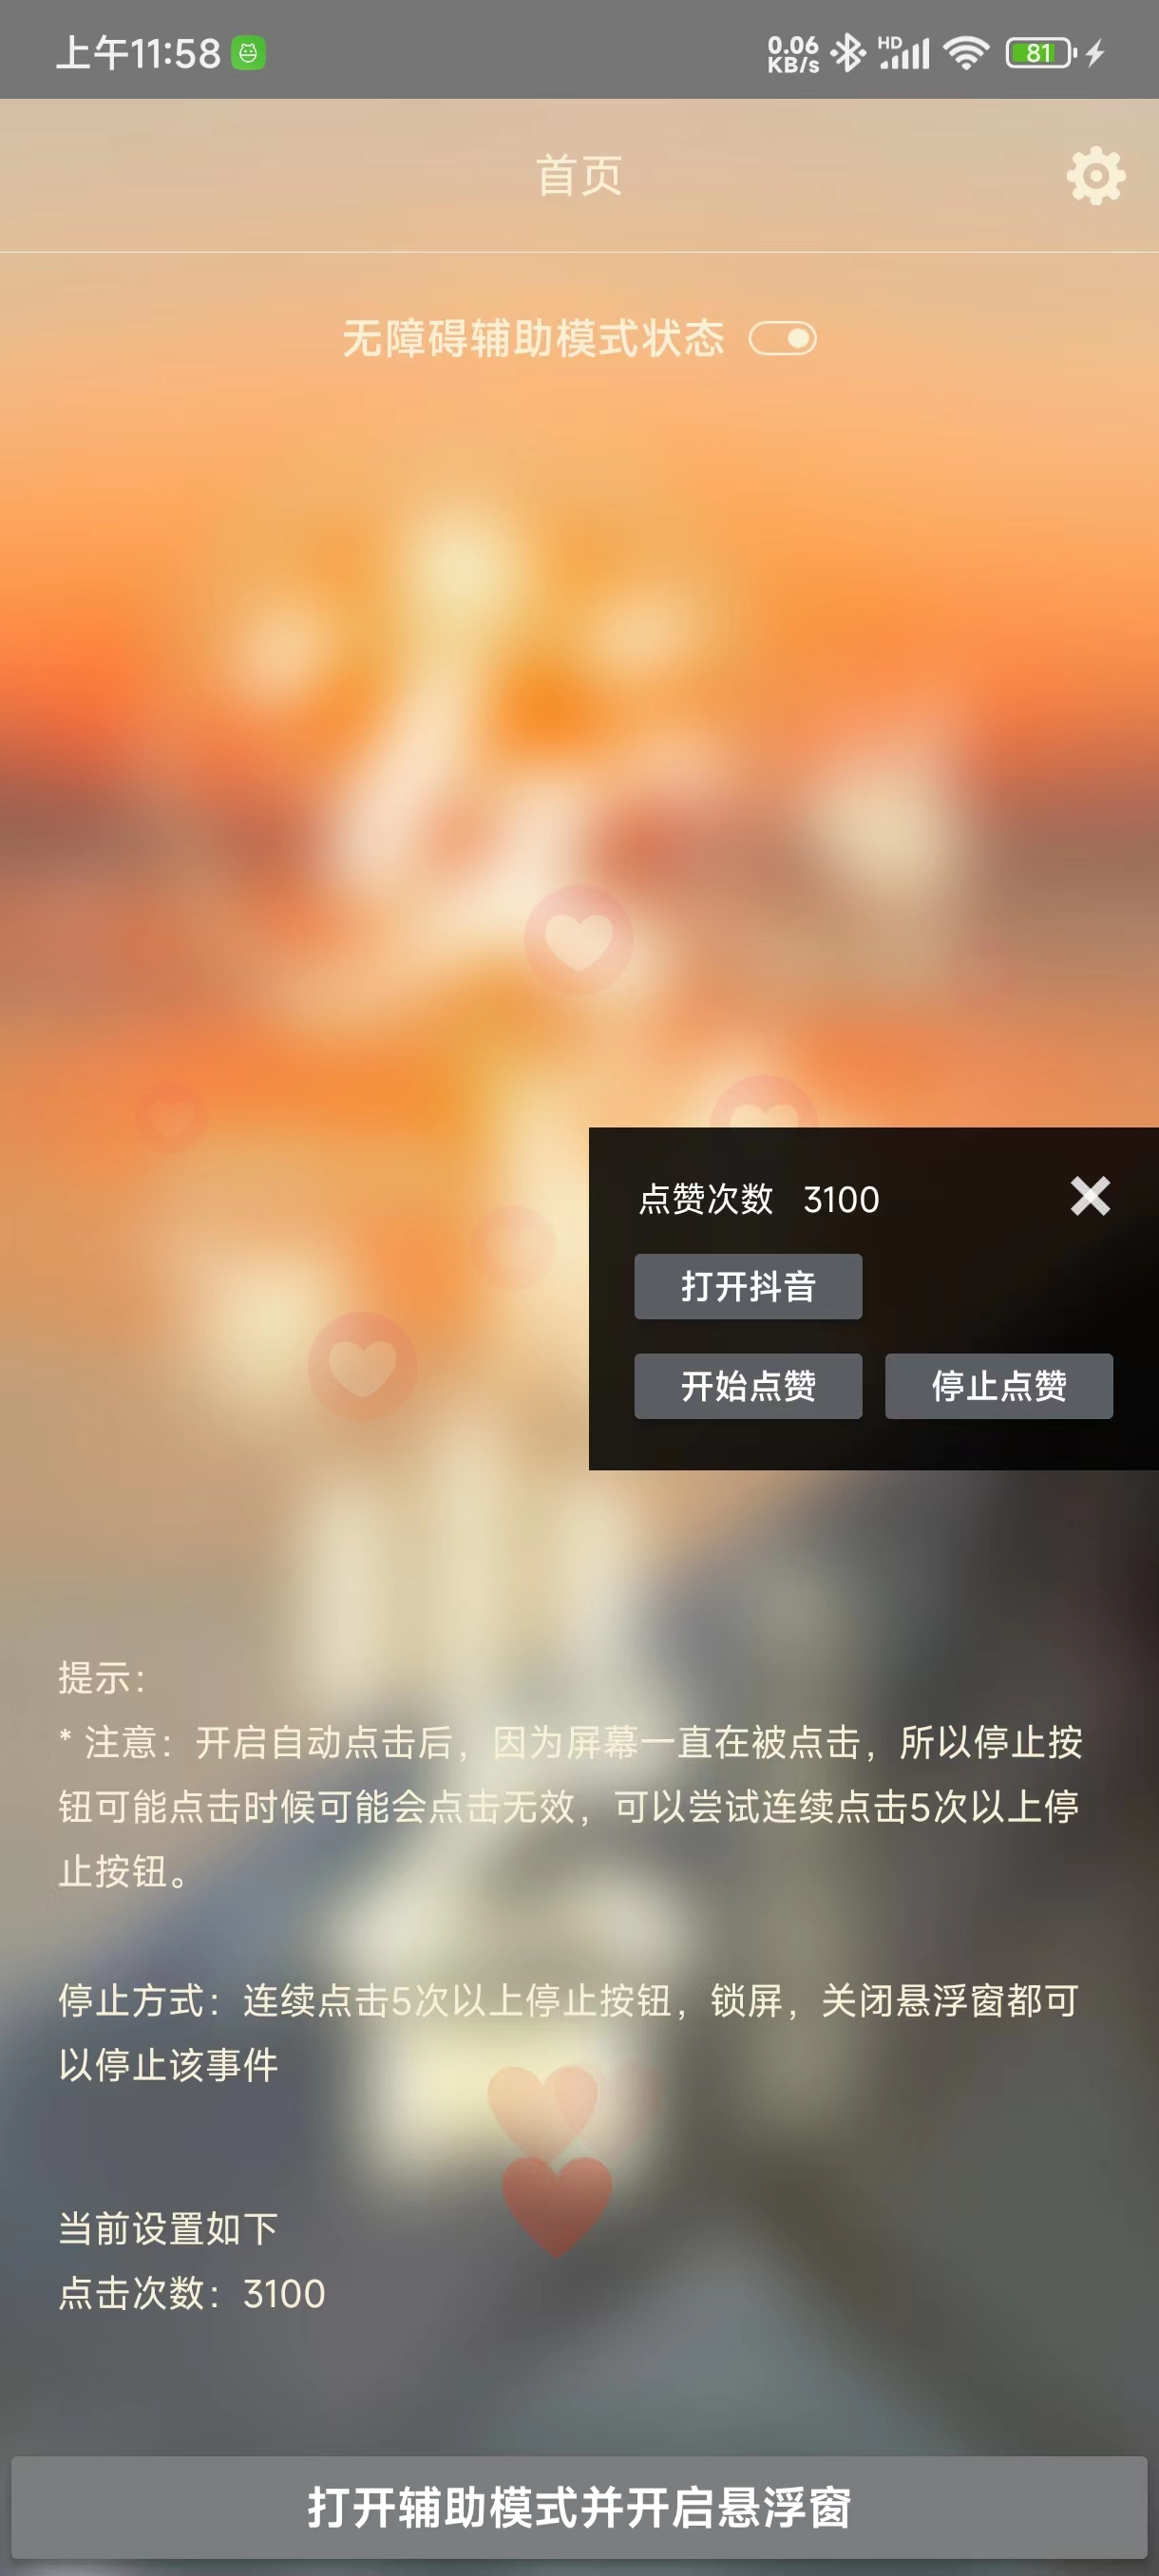 上午11:58
0.06 KB/s
HD
81
首页
无障碍辅助模式状态
点赞次数 3100
打开抖音
开始点赞 停止点赞
提示：
* 注意：开启自动点击后，因为屏幕一直在被点击，所以停止按
钮可能点击时候可能会点击无效，可以尝试连续点击5次以上停
止按钮。
停止方式：连续点击5次以上停止按钮，锁屏，关闭悬浮窗都可
以停止该事件
当前设置如下
点击次数：3100
打开辅助模式并开启悬浮窗